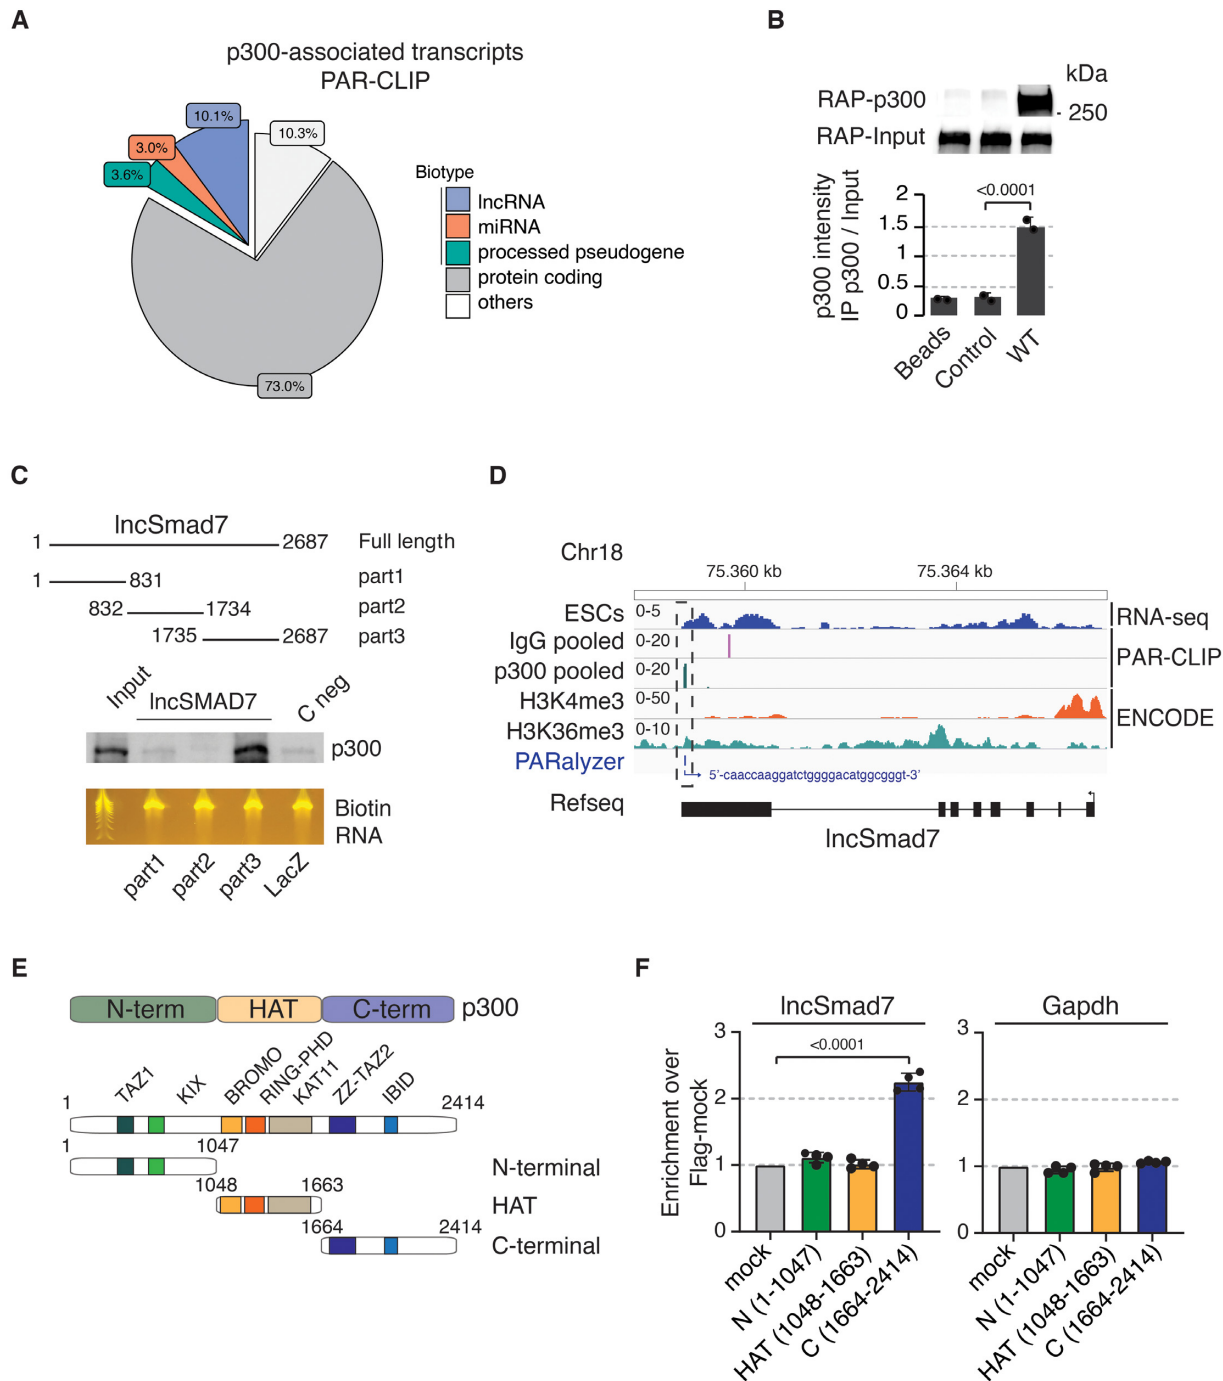 A
p300-associated transcripts
PAR-CLIP
10.1%
10.3%
3.0%
3.6%
73.0%
Biotype
lncRNA
miRNA
processed pseudogene
protein coding
others
B
kDa
RAP-p300
- 250
RAP-Input
p300 intensity
IP p300 / Input
2
1.5
1
0.5
0
<0.0001
Beads
Control
WT
C
lncSmad7
1
2687
Full length
1
831
part1
832
1734
part2
1735
2687
part3
Input
lncSMAD7
C neg
p300
Biotin
RNA
part1
part2
part3
LacZ
D
Chr18
75.360 kb
75.364 kb
ESCs
0-5
RNA-seq
IgG pooled
0-20
PAR-CLIP
p300 pooled
0-20
H3K4me3
0-50
ENCODE
H3K36me3
0-10
PARalyzer
5'-caaccaaggatctggggacatggcgggt-3'
Refseq
lncSmad7
E
N-term
HAT
C-term
p300
TAZ1
KIX
BROMO
RING-PHD
KAT11
ZZ-TAZ2
IBID
1
2414
1
1047
N-terminal
1048
1663
HAT
1664
2414
C-terminal
F
lncSmad7
Enrichment over
Flag-mock
3
2
1
0
<0.0001
mock
N (1-1047)
HAT (1048-1663)
C (1664-2414)
Gapdh
3
2
1
0
mock
N (1-1047)
HAT (1048-1663)
C (1664-2414)